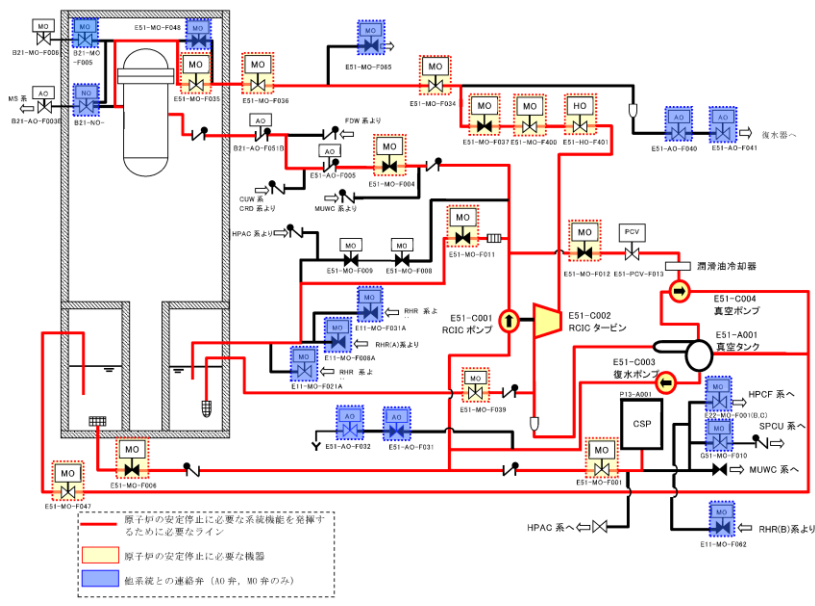 MO
B21-MO-F006
MO
B21-MO
-F005
E51-MO-F048
MO
MS 系
AO
B21-AO-F003B
NO
B21-NO-
MO
E51-MO-F035
MO
E51-MO-F036
MO
E51-MO-F065
MO
E51-MO-F034
MO
E51-MO-F037
MO
E51-MO-F400
HO
E51-HO-F401
AO
E51-AO-F040
AO
E51-AO-F041
復水器へ
AO
B21-AO-F051B
FDW 系より
AO
E51-AO-F005
MO
E51-MO-F004
CUW 系
CRD 系より
MUWC 系より
HPAC 系より
MO
E51-MO-F009
MO
E51-MO-F008
MO
E51-MO-F011
MO
E51-MO-F012
PCV
E51-PCV-F013
潤滑油冷却器
E51-C004
真空ポンプ
E51-C001
RCIC ポンプ
E51-C002
RCIC タービン
E51-A001
真空タンク
E51-C003
復水ポンプ
MO
RHR 系よ
E11-MO-F031A
MO
RHR(A)系より
E11-MO-F008A
MO
RHR 系よ
E11-MO-F021A
MO
E51-MO-F039
P13-A001
CSP
MO
HPCF 系へ
E22-MO-F001(B,C)
MO
SPCU 系へ
G51-MO-F010
MUWC 系へ
AO
E51-AO-F032
AO
E51-AO-F031
MO
E51-MO-F006
MO
E51-MO-F001
MO
E51-MO-F047
HPAC 系へ
MO
RHR(B)系より
E11-MO-F062
原子炉の安定停止に必要な系統機能を発揮す
るために必要なライン
原子炉の安定停止に必要な機器
他系統との連絡弁（AO 弁，MO 弁のみ）